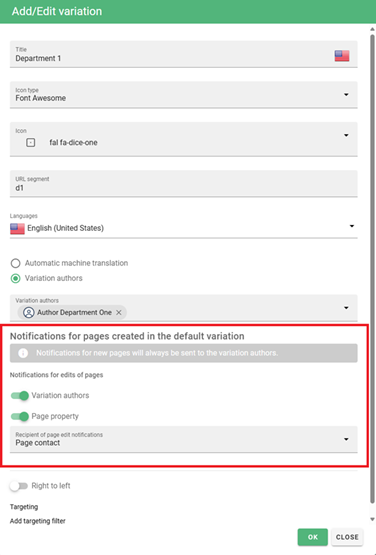 Add/Edit variation
Title
Department 1
Icon type
Font Awesome
Icon
fal fa-dice-one
URL segment
d1
Languages
English (United States)
Automatic machine translation
Variation authors
Variation authors
Author Department One
Notifications for pages created in the default variation
Notifications for new pages will always be sent to the variation authors.
Notifications for edits of pages
Variation authors
Page property
Recipient of page edit notifications
Page contact
Right to left
Targeting
Add targeting filter
OK
CLOSE